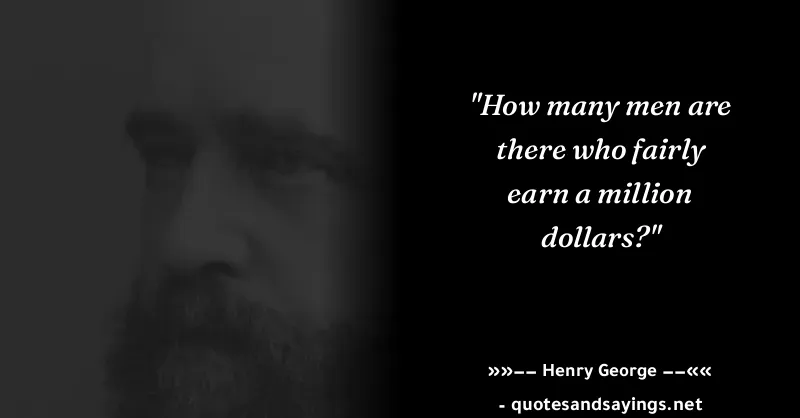 "How many men are
there who fairly
earn a million
dollars?"
»»−− Henry George −−««
- quotesandsayings.net